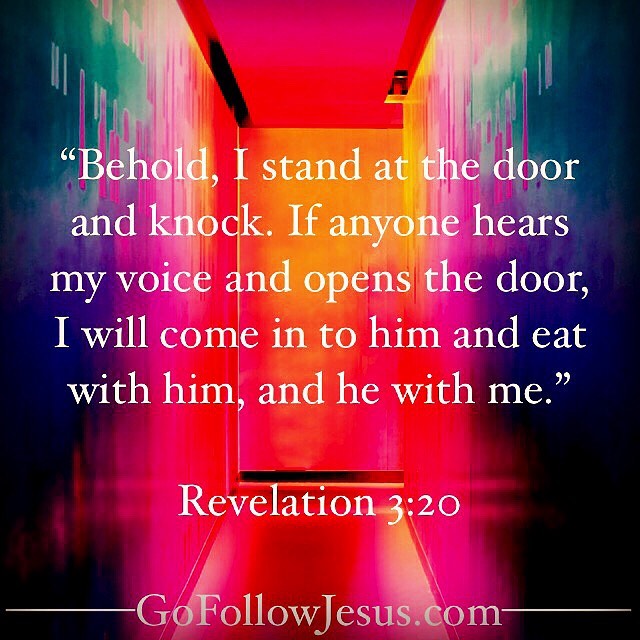 “Behold, I stand at the door
and knock. If anyone hears
my voice and opens the door,
I will come in to him and eat
with him, and he with me.”
Revelation 3:20
GoFollowJesus.com